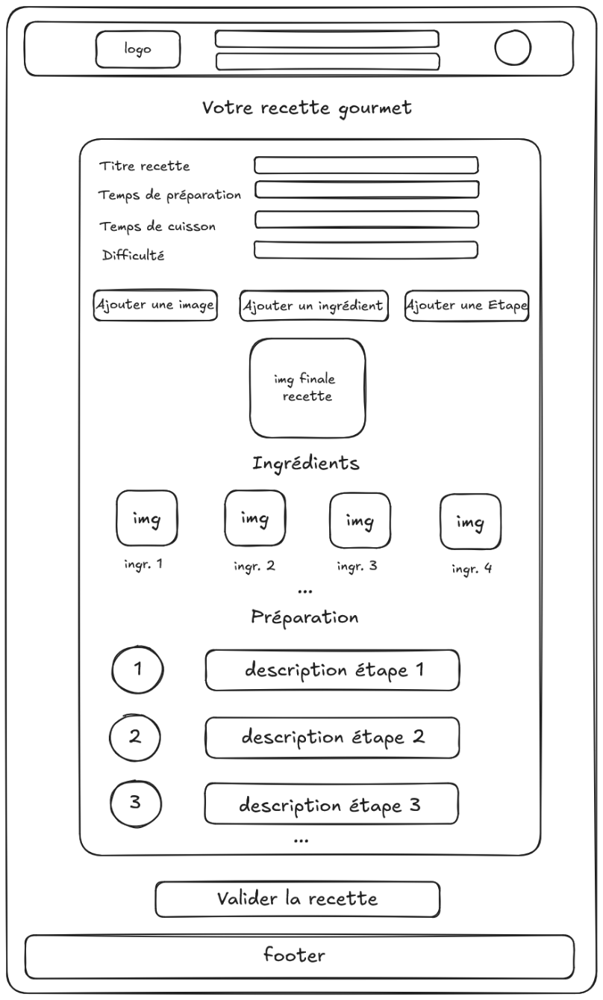 logo
Votre recette gourmet
Titre recette
Temps de préparation
Temps de cuisson
Difficulté
Ajouter une image
Ajouter un ingrédient
Ajouter une Etape
img finale
recette
Ingrédients
img
img
img
img
ingr. 1
ingr. 2
ingr. 3
ingr. 4
...
Préparation
1
description étape 1
2
description étape 2
3
description étape 3
...
Valider la recette
footer